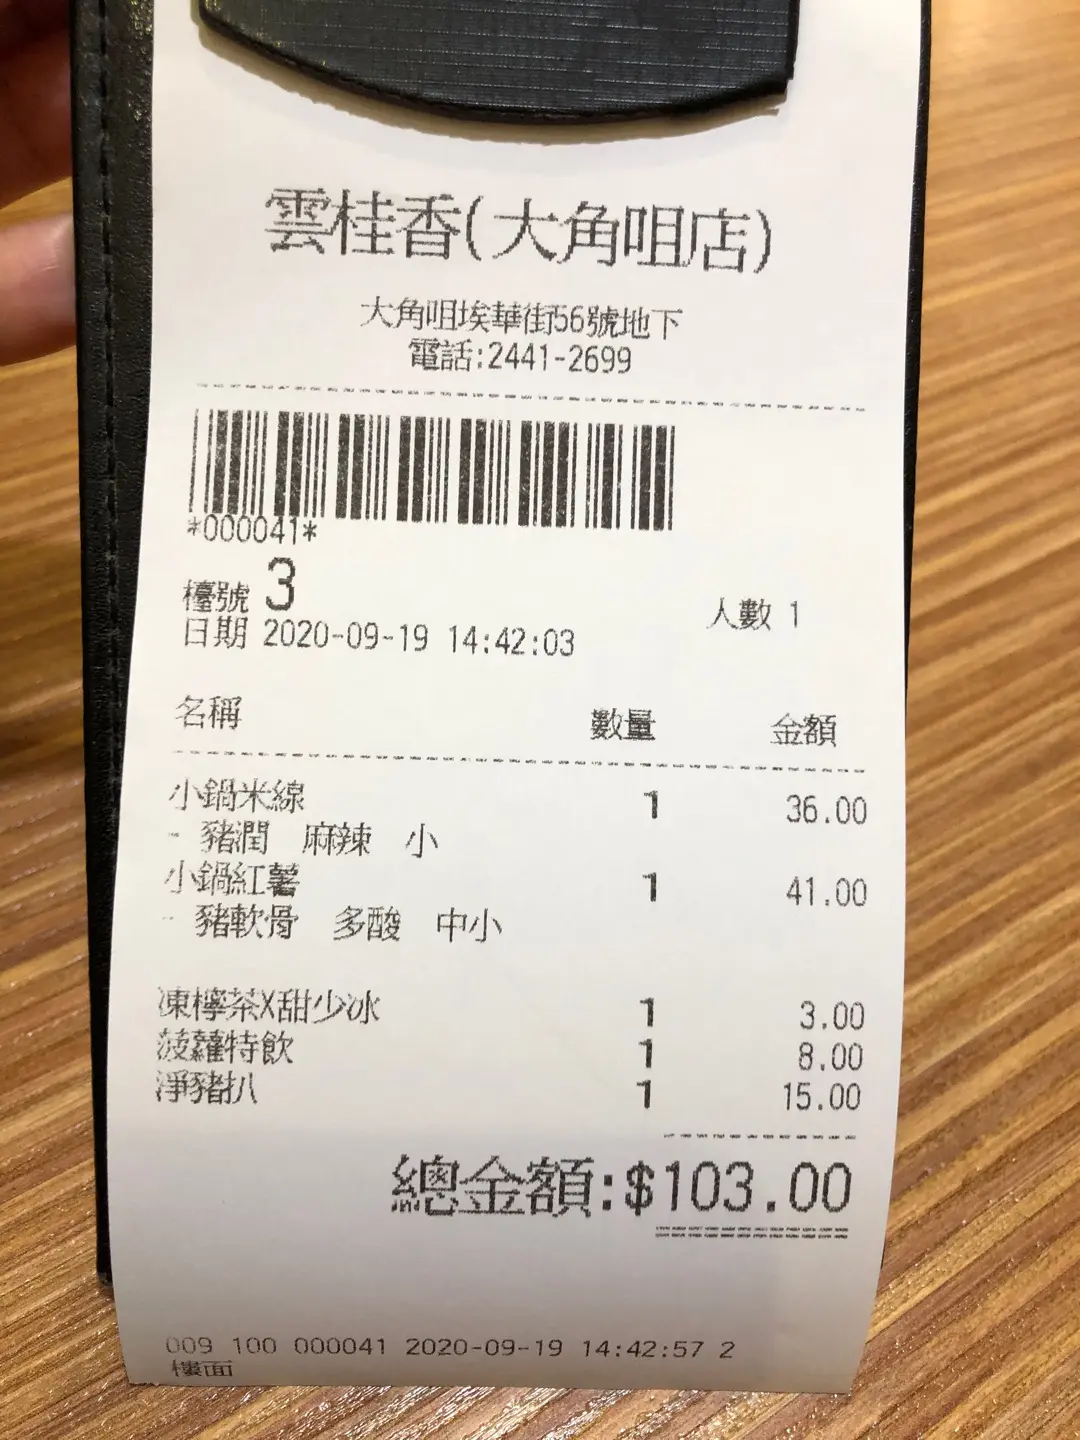 雲桂香(大角咀店)
大角咀埃華街56號地下
電話:2441-2699
*000041*
檯號 3
人數 1
日期 2020-09-19 14:42:03
名稱 數量 金額
小鍋米線 1 36.00
- 豬潤 麻辣 小
小鍋紅薯 1 41.00
- 豬軟骨 多酸 中小
凍檸茶X甜少冰 1 3.00
菠蘿特飲 1 8.00
淨豬扒 1 15.00
總金額:$103.00
009 100 000041 2020-09-19 14:42:57 2
樓面